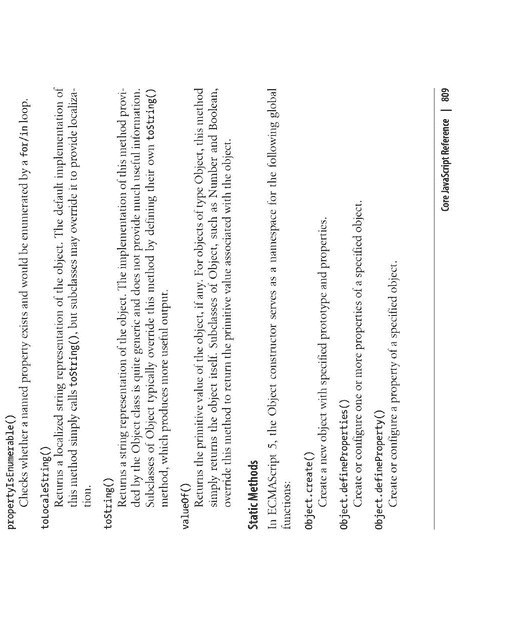 propertyIsEnumerable()
Checks whether a named property exists and would be enumerated by a for/in loop.
toLocaleString()
Returns a localized string representation of the object. The default implementation of
this method simply calls toString(), but subclasses may override it to provide localiza-
tion.
toString()
Returns a string representation of the object. The implementation of this method provi-
ded by the Object class is quite generic and does not provide much useful information.
Subclasses of Object typically override this method by defining their own toString()
method, which produces more useful output.
valueOf()
Returns the primitive value of the object, if any. For objects of type Object, this method
simply returns the object itself. Subclasses of Object, such as Number and Boolean,
override this method to return the primitive value associated with the object.
Static Methods
In ECMAScript 5, the Object constructor serves as a namespace for the following global
functions:
Object.create()
Create a new object with specified prototype and properties.
Object.defineProperties()
Create or configure one or more properties of a specified object.
Object.defineProperty()
Create or configure a property of a specified object.
Core JavaScript Reference | 809